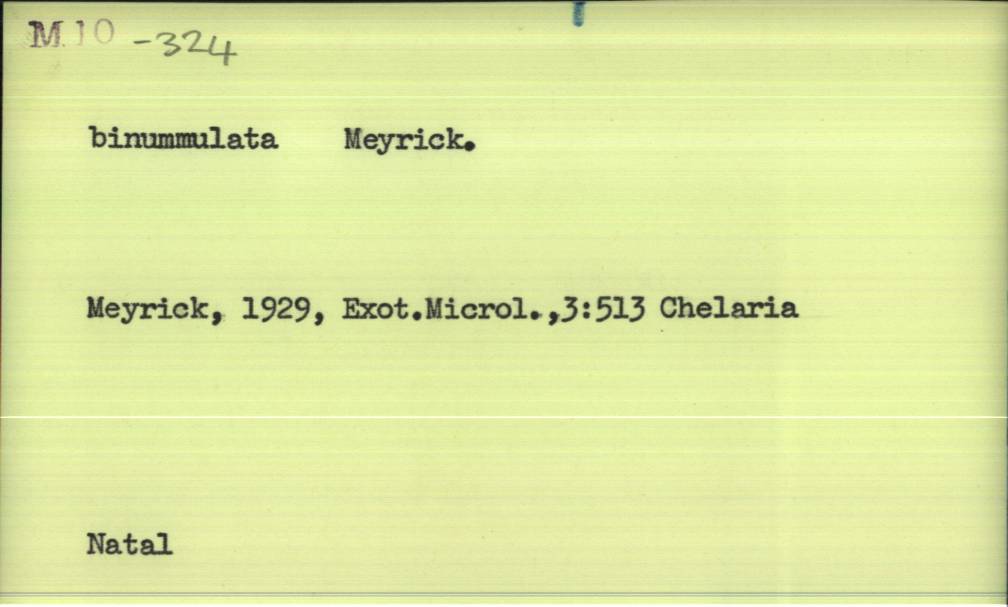 M.10 -324
binummulata Meyrick.
Meyrick, 1929, Exot.Microl.,3:513 Chelaria
Natal